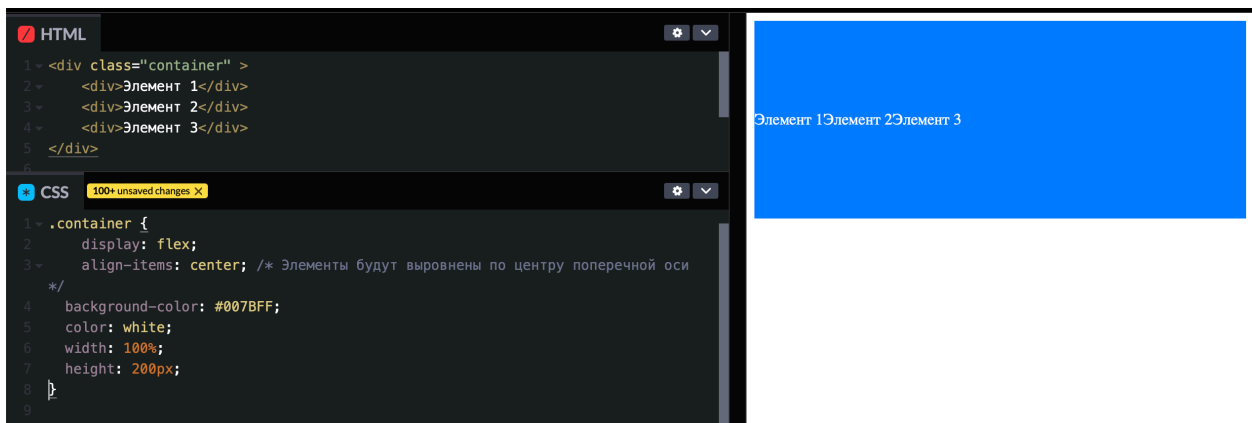 HTML
1 <div class="container" >
2 <div>Элемент 1</div>
3 <div>Элемент 2</div>
4 <div>Элемент 3</div>
5 </div>
6
CSS 100+ unsaved changes X
1 .container {
2 display: flex;
3 align-items: center; /* Элементы будут выровнены по центру поперечной оси
*/
4 background-color: #007BFF;
5 color: white;
6 width: 100%;
7 height: 200px;
8 }
9
Элемент 1Элемент 2Элемент 3